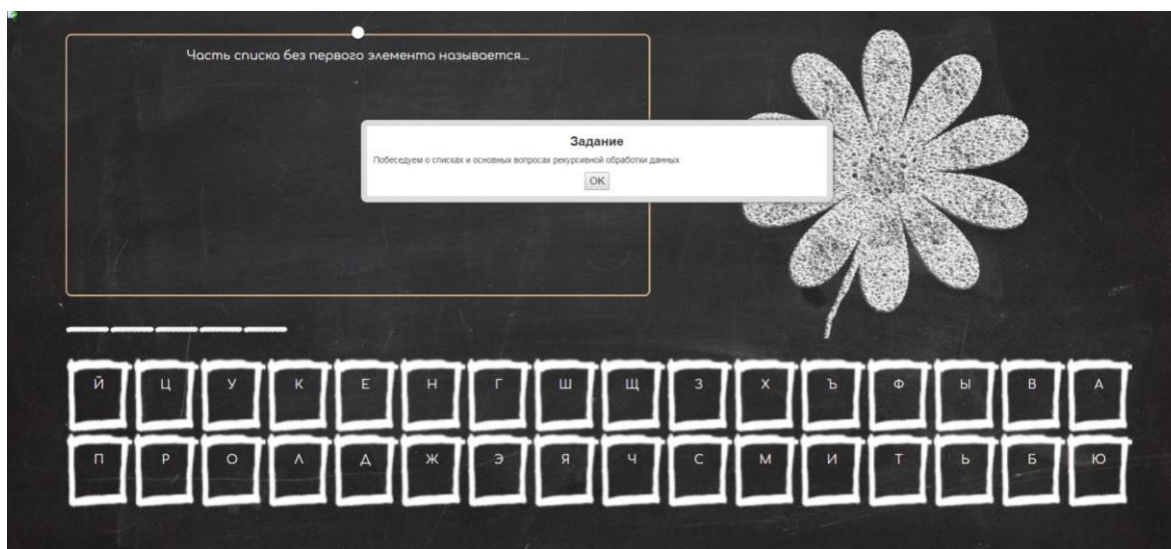 Часть списка без первого элемента называется...
Задание
Побеседуем о списках и основных вопросах рекурсивной обработки данных
OK
Й Ц У К Е Н Г Ш Щ З Х Ъ Ф Ы В А
П Р О Л Д Ж Э Я Ч С М И Т Ь Б Ю